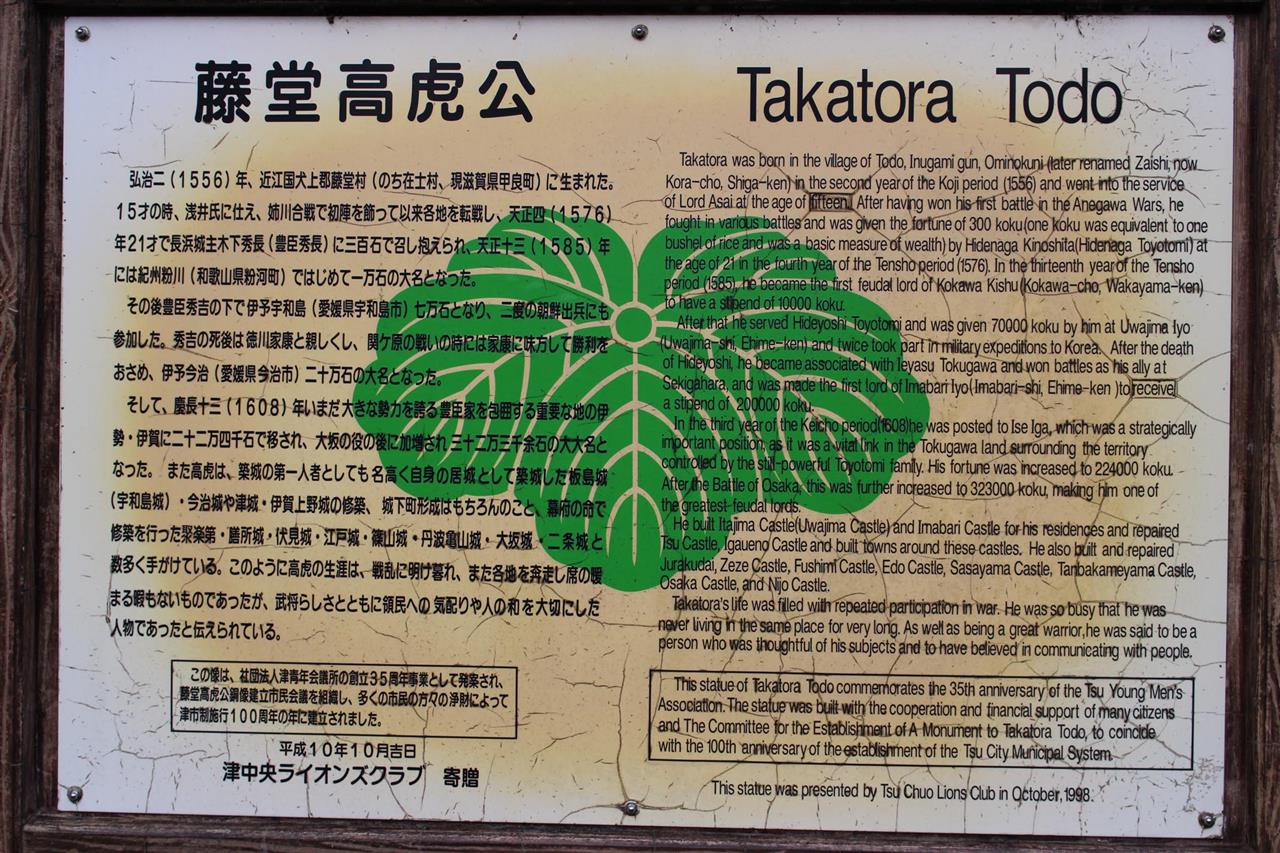 藤堂高虎公
弘治二(1556)年、近江国犬上郡藤堂村(のち在士村、現滋賀県甲良町)に生まれた。
15才の時、浅井氏に仕え、姉川合戦で初陣を飾って以来各地を転戦し、天正四(1576)
年21才で長浜城主木下秀長(豊臣秀長)に三百石で召し抱えられ、天正十三(1585)年
には紀州粉川(和歌山県粉河町)ではじめて一万石の大名となった。
その後豊臣秀吉の下で伊予宇和島(愛媛県宇和島市)七万石となり、二度の朝鮮出兵にも
参加した。秀吉の死後は徳川家康と親しくし、関ケ原の戦いの時には家康に味方して勝利を
おさめ、伊予今治(愛媛県今治市)二十万石の大名となった。
そして、慶長十三(1608)年いまだ大きな勢力を誇る豊臣家を包囲する重要な地の伊
勢・伊賀に二十二万四千石で移され、大坂の役の後に加増され三十二万三千余石の大大名と
なった。また高虎は、築城の第一人者としても名高く自身の居城として築城した板島城
(宇和島城)・今治城や津城・伊賀上野城の修築、城下町形成はもちろんのこと、幕府の命で
修築を行った聚楽第・膳所城・伏見城・江戸城・篠山城・丹波亀山城・大坂城・二条城と
数多く手がけている。このように高虎の生涯は、戦乱に明け暮れ、また各地を奔走し席の暖
まる暇もないものであったが、武将らしさとともに領民への気配りや人の和を大切にした
人物であったと伝えられている。
この像は、社団法人津青年会議所の創立35周年事業として発案され、
藤堂高虎公銅像建立市民会議を組織し、多くの市民の方々の浄財によって
津市制施行100周年の年に建立されました。
平成10年10月吉日
津中央ライオンズクラブ 寄贈
Takatora Todo
Takatora was born in the village of Todo, Inugami gun, Ominokuni (later renamed Zaishi, now
Kora-cho, Shiga-ken) in the second year of the Koji period (1556) and went into the service
of Lord Asai at the age of fifteen. After having won his first battle in the Anegawa Wars, he
fought in various battles and was given the fortune of 300 koku(one koku was equivalent to one
bushel of rice and was a basic measure of wealth) by Hidenaga Kinoshita(Hidenaga Toyotomi) at
the age of 21 in the fourth year of the Tensho period (1576). In the thirteenth year of the Tensho
period (1585), he became the first feudal lord of Kokawa Kishu (Kokawa-cho, Wakayama-ken)
to have a stipend of 10000 koku.
After that he served Hideyoshi Toyotomi and was given 70000 koku by him at Uwajima Iyo
(Uwajima-shi, Ehime-ken) and twice took part in military expeditions to Korea. After the death
of Hideyoshi, he became associated with Ieyasu Tokugawa and won battles as his ally at
Sekigahara, and was made the first lord of Imabari Iyo(Imabari-shi, Ehime-ken )to receive
a stipend of 200000 koku.
In the third year of the Keicho period(1608)he was posted to Ise Iga, which was a strategically
important position, as it was a vital link in the Tokugawa land surrounding the territory
controlled by the still-powerful Toyotomi family. His fortune was increased to 224000 koku.
After the Battle of Osaka, this was further increased to 323000 koku, making him one of
the greatest-feudal lords.
He built Itajima Castle(Uwajima Castle) and Imabari Castle for his residences and repaired
Tsu Castle, Igaueno Castle and built towns around these castles. He also built and repaired
Jurakudai, Zeze Castle, Fushimi Castle, Edo Castle, Sasayama Castle, Tanbakameyama Castle,
Osaka Castle, and Nijo Castle.
Takatora's life was filled with repeated participation in war. He was so busy that he was
never living in the same place for very long. As well as being a great warrior,he was said to be a
person who was thoughtful of his subjects and to have believed in communicating with people.
This statue of Takatora Todo commemorates the 35th anniversary of the Tsu Young Men's
Association. The statue was built with the cooperation and financial support of many citizens
and The Committee for the Establishment of A Monument to Takatora Todo, to coincide
with the 100th anniversary of the establishment of the Tsu City Municipal System.
This statue was presented by Tsu Chuo Lions Club in October, 1998.